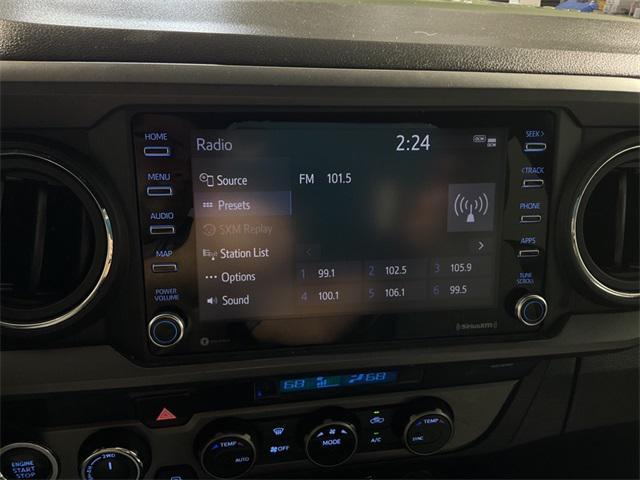 HOME
MENU
AUDIO
MAP
POWER
VOLUME
Radio
2:24
Source
Presets
SXM Replay
Station List
Options
Sound
FM 101.5
1 99.1 2 102.5 3 105.9
4 100.1 5 106.1 6 99.5
SEEK >
< TRACK
PHONE
APPS
TUNE
SCROLL
SiriusXM
68 68
ENGINE
START
STOP
2WD
TEMP
AUTO
OFF
MODE
A/C
TEMP
SYNC